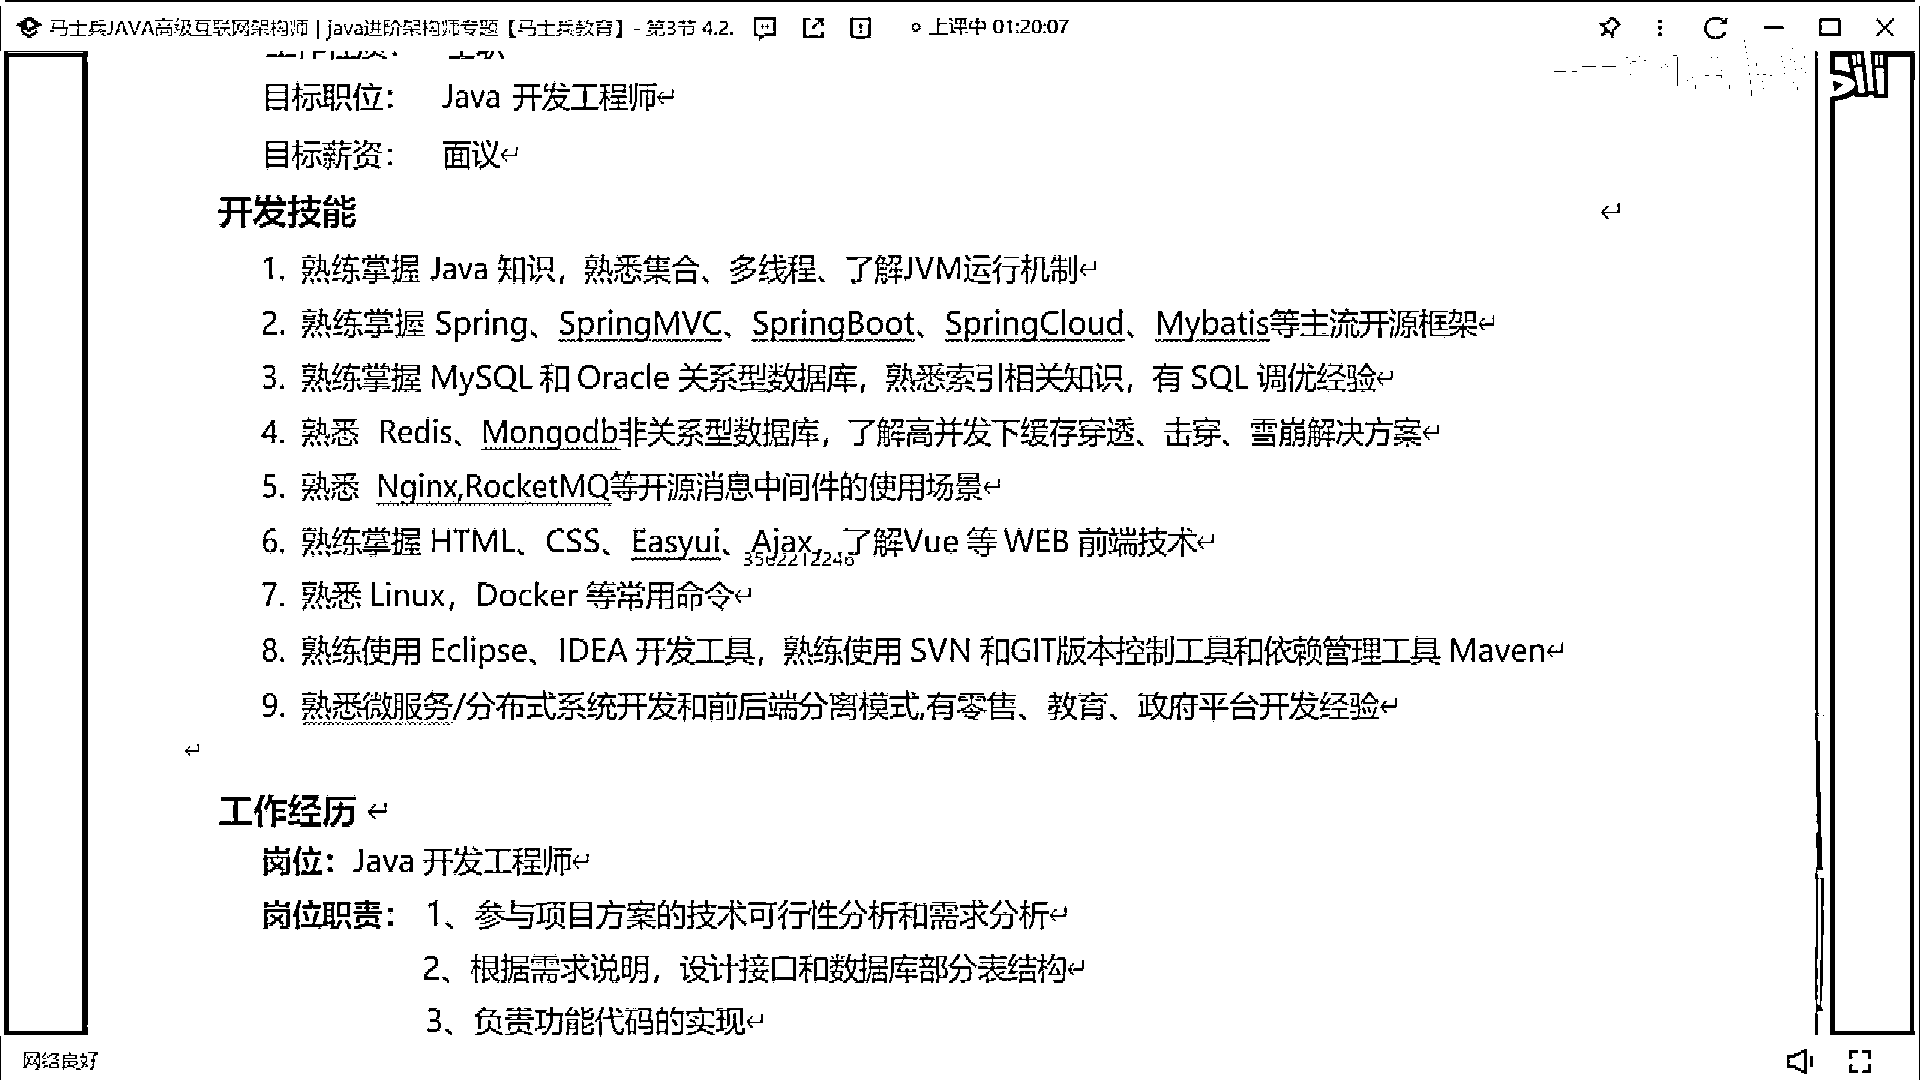 马士兵JAVA高级互联网架构师 | java进阶架构师专题【马士兵教育】- 第3节 4.2. 上课中 01:20:07
目标职位： Java 开发工程师
目标薪资： 面议
开发技能
1. 熟练掌握 Java 知识，熟悉集合、多线程、了解JVM运行机制
2. 熟练掌握 Spring、SpringMVC、SpringBoot、SpringCloud、Mybatis等主流开源框架
3. 熟练掌握 MySQL 和 Oracle 关系型数据库，熟悉索引相关知识，有 SQL 调优经验
4. 熟悉 Redis、Mongodb非关系型数据库，了解高并发下缓存穿透、击穿、雪崩解决方案
5. 熟悉 Nginx,RocketMQ等开源消息中间件的使用场景
6. 熟练掌握 HTML、CSS、Easyui、Ajax，了解Vue 等 WEB 前端技术
3562212246
7. 熟悉 Linux，Docker 等常用命令
8. 熟练使用 Eclipse、IDEA 开发工具，熟练使用 SVN 和GIT版本控制工具和依赖管理工具 Maven
9. 熟悉微服务/分布式系统开发和前后端分离模式,有零售、教育、政府平台开发经验
工作经历
岗位：Java 开发工程师
岗位职责： 1、参与项目方案的技术可行性分析和需求分析
2、根据需求说明，设计接口和数据库部分表结构
3、负责功能代码的实现
网络良好